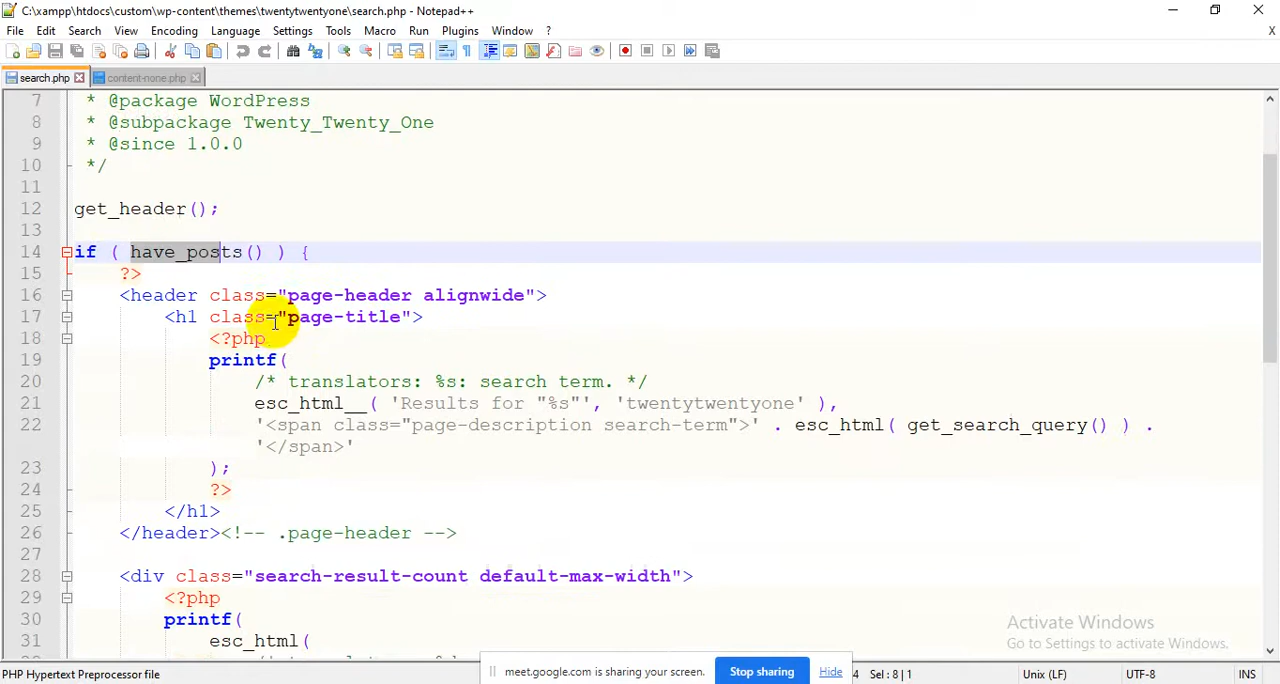 C:\xampp\htdocs\custom\wp-content\themes\twentytwentyone\search.php - Notepad++
File Edit Search View Encoding Language Settings Tools Macro Run Plugins Window ? X
search.php content-none.php
7 * @package WordPress
8 * @subpackage Twenty_Twenty_One
9 * @since 1.0.0
10 */
11
12 get_header();
13
14 if ( have_posts() ) {
15 ?>
16 <header class="page-header alignwide">
17 <h1 class="page-title">
18 <?php
19 printf(
20 /* translators: %s: search term. */
21 esc_html__( 'Results for "%s"', 'twentytwentyone' ),
22 '<span class="page-description search-term">' . esc_html( get_search_query() ) .
'</span>'
23 );
24 ?>
25 </h1>
26 </header><!-- .page-header -->
27
28 <div class="search-result-count default-max-width">
29 <?php
30 printf(
31 esc_html(
Activate Windows
Go to Settings to activate Windows.
PHP Hypertext Preprocessor file
meet.google.com is sharing your screen. Stop sharing Hide
4 Sel : 8 | 1 Unix (LF) UTF-8 INS